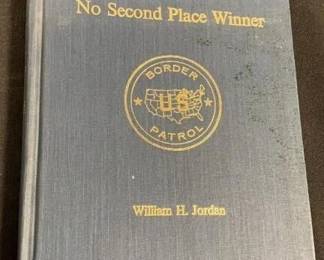 No Second Place Winner
BORDER
US
PATROL
William H. Jordan